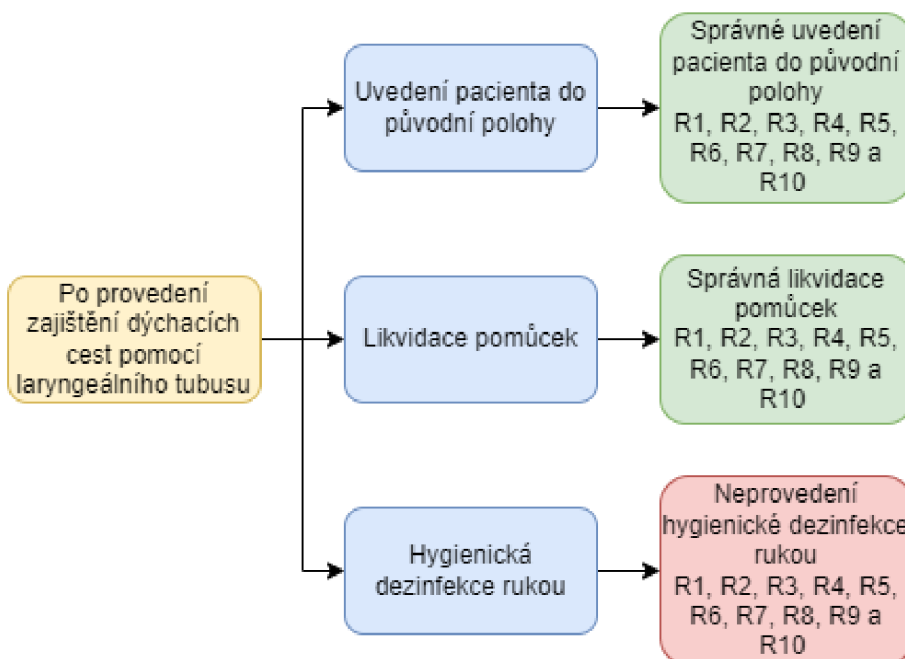 Po provedení
zajištění dýchacích
cest pomocí
laryngeálního tubusu
Uvedení pacienta do
původní polohy
Správné uvedení
pacienta do původní
polohy
R1, R2, R3, R4, R5,
R6, R7, R8, R9 a
R10
Likvidace pomůcek
Správná likvidace
pomůcek
R1, R2, R3, R4, R5,
R6, R7, R8, R9 a
R10
Hygienická
dezinfekce rukou
Neprovedení
hygienické dezinfekce
rukou
R1, R2, R3, R4, R5,
R6, R7, R8, R9 a
R10